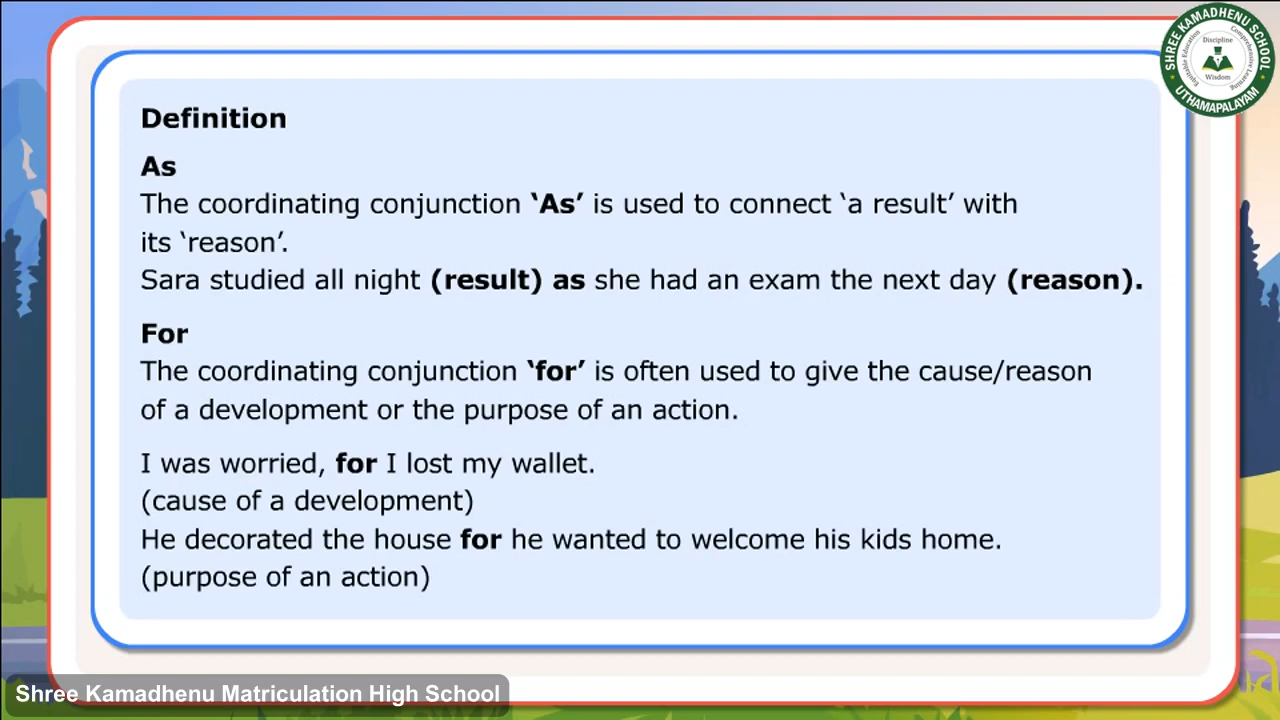 SHREE KAMADHENU SCHOOL
Discipline
Equitable Education
Comprehensive Learning
Wisdom
UTHAMAPALAYAM
Definition
As
The coordinating conjunction ‘As’ is used to connect ‘a result’ with
its ‘reason’.
Sara studied all night (result) as she had an exam the next day (reason).
For
The coordinating conjunction ‘for’ is often used to give the cause/reason
of a development or the purpose of an action.
I was worried, for I lost my wallet.
(cause of a development)
He decorated the house for he wanted to welcome his kids home.
(purpose of an action)
Shree Kamadhenu Matriculation High School